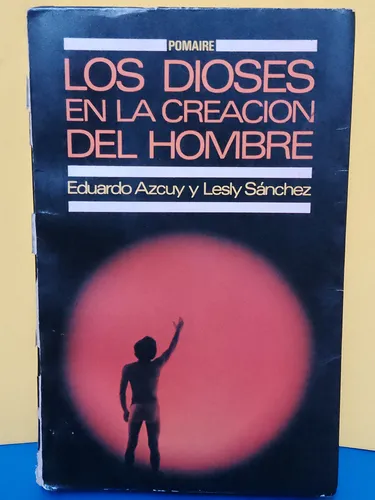 POMAIRE
LOS DIOSES
EN LA CREACION
DEL HOMBRE
Eduardo Azcuy y Lesly Sánchez